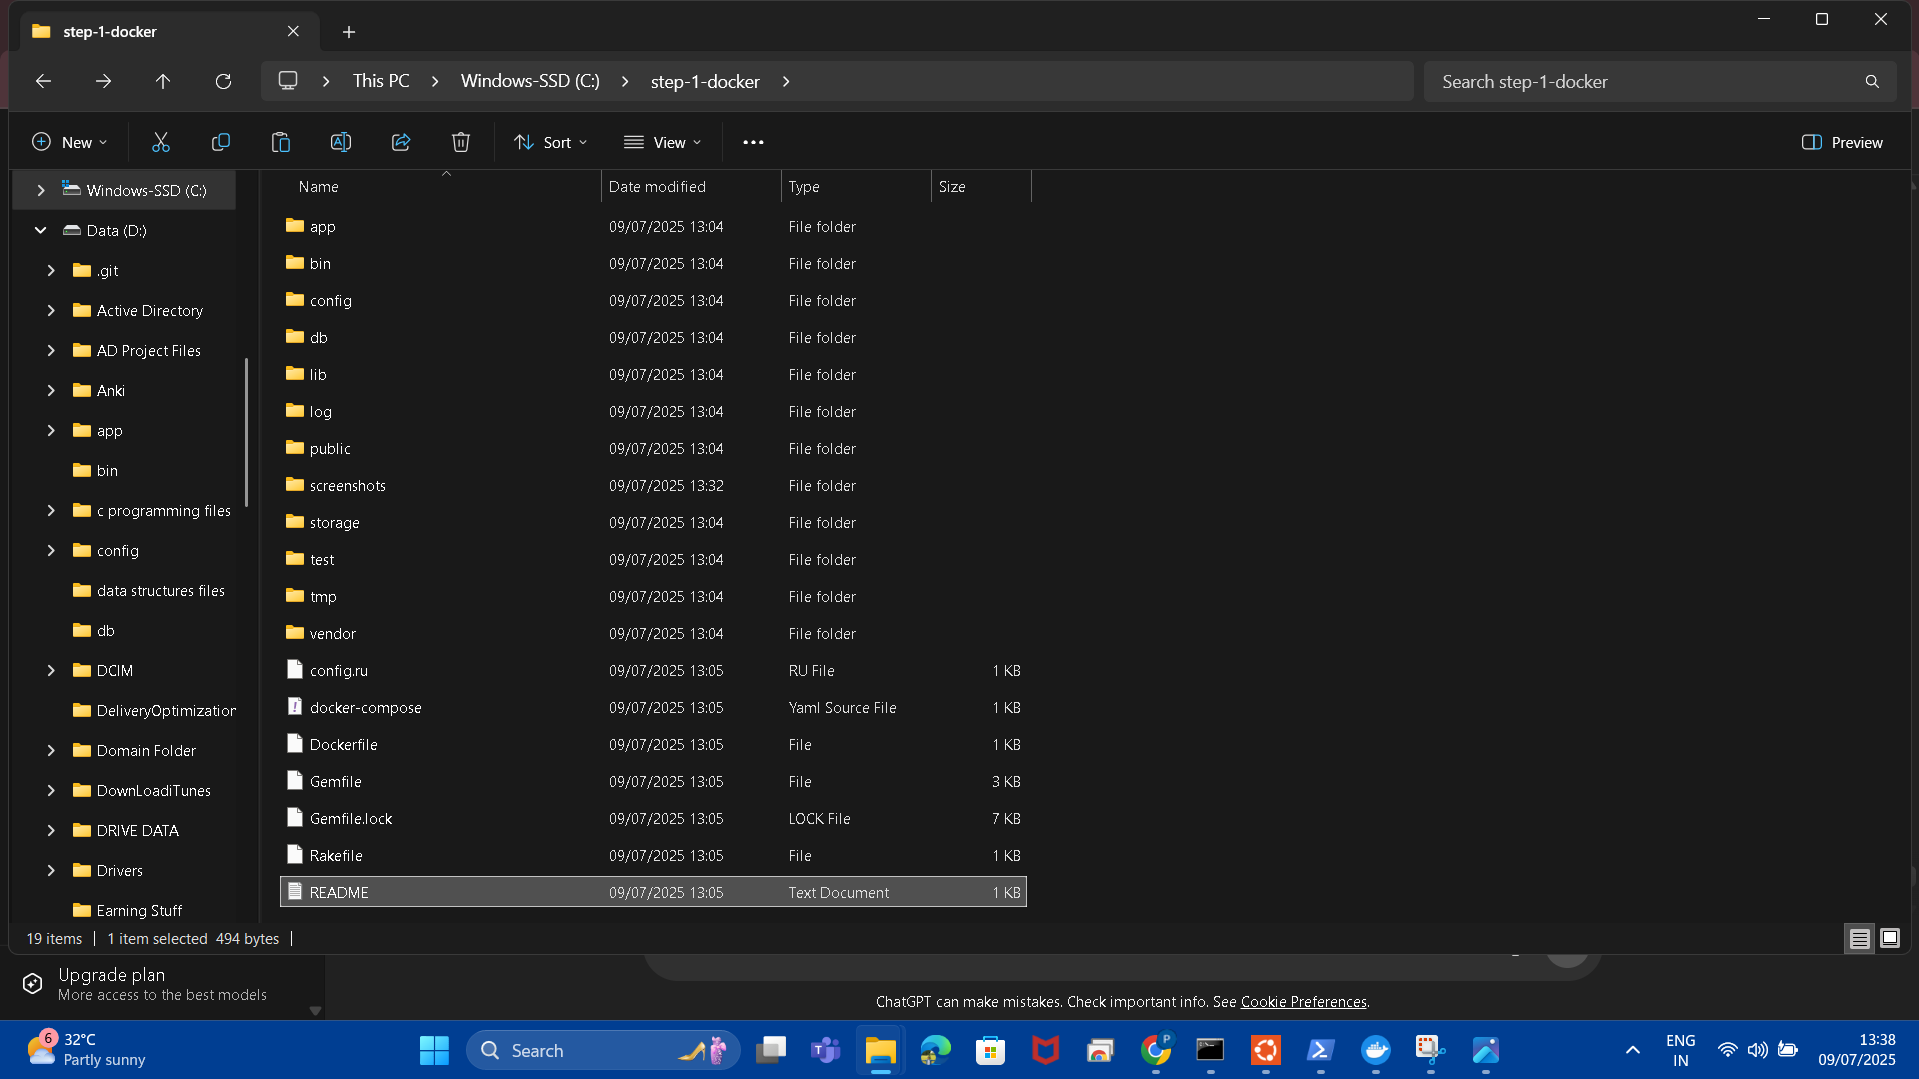 step-1-docker
This PC
Windows-SSD (C:)
step-1-docker
Search step-1-docker
New
Sort
View
Preview
Windows-SSD (C:)
Data (D:)
.git
Active Directory
AD Project Files
Anki
app
bin
c programming files
config
data structures files
db
DCIM
DeliveryOptimization
Domain Folder
DownLoadiTunes
DRIVE DATA
Drivers
Earning Stuff
Name Date modified Type Size
app 09/07/2025 13:04 File folder
bin 09/07/2025 13:04 File folder
config 09/07/2025 13:04 File folder
db 09/07/2025 13:04 File folder
lib 09/07/2025 13:04 File folder
log 09/07/2025 13:04 File folder
public 09/07/2025 13:04 File folder
screenshots 09/07/2025 13:32 File folder
storage 09/07/2025 13:04 File folder
test 09/07/2025 13:04 File folder
tmp 09/07/2025 13:04 File folder
vendor 09/07/2025 13:04 File folder
config.ru 09/07/2025 13:05 RU File 1 KB
docker-compose 09/07/2025 13:05 Yaml Source File 1 KB
Dockerfile 09/07/2025 13:05 File 1 KB
Gemfile 09/07/2025 13:05 File 3 KB
Gemfile.lock 09/07/2025 13:05 LOCK File 7 KB
Rakefile 09/07/2025 13:05 File 1 KB
README 09/07/2025 13:05 Text Document 1 KB
19 items 1 item selected 494 bytes
Upgrade plan
More access to the best models
ChatGPT can make mistakes. Check important info. See Cookie Preferences.
6
32°C
Partly sunny
Search
P
ENG
IN
13:38
09/07/2025